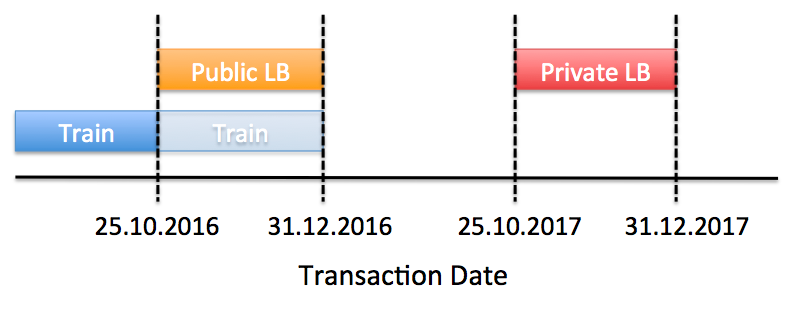 Public LB
Private LB
Train
Train
25.10.2016
31.12.2016
25.10.2017
31.12.2017
Transaction Date